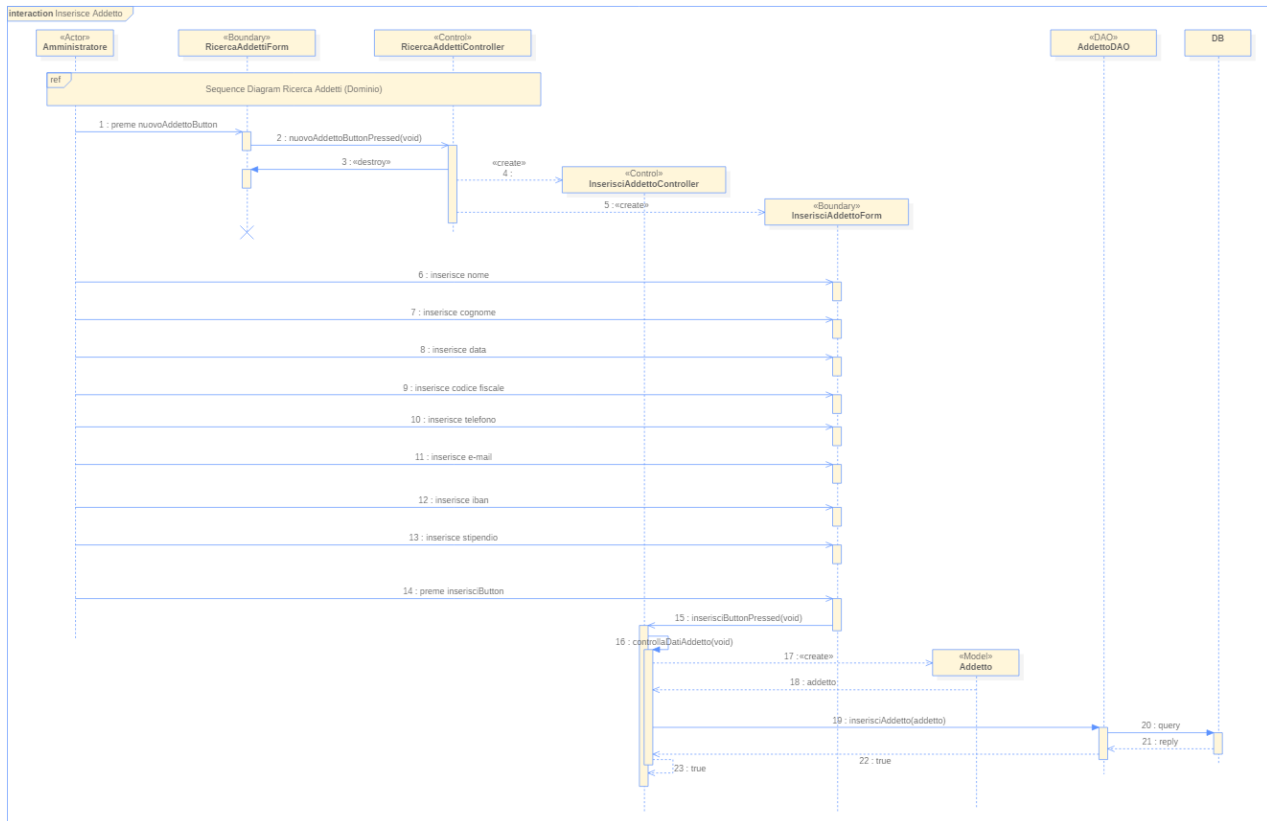 interaction Inserisce Addetto
«Actor»
Amministratore
«Boundary»
RicercaAddettiForm
«Control»
RicercaAddettiController
«DAO»
AddettoDAO
DB
ref
Sequence Diagram Ricerca Addetti (Dominio)
1 : preme nuovoAddettoButton
2 : nuovoAddettoButtonPressed(void)
3 : «destroy»
«create»
4 :
«Control»
InserisciAddettoController
5 : «create»
«Boundary»
InserisciAddettoForm
6 : inserisce nome
7 : inserisce cognome
8 : inserisce data
9 : inserisce codice fiscale
10 : inserisce telefono
11 : inserisce e-mail
12 : inserisce iban
13 : inserisce stipendio
14 : preme inserisciButton
15 : inserisciButtonPressed(void)
16 : controllaDatiAddetto(void)
17 : «create»
«Model»
Addetto
18 : addetto
19 : inserisciAddetto(addetto)
20 : query
21 : reply
22 : true
23 : true